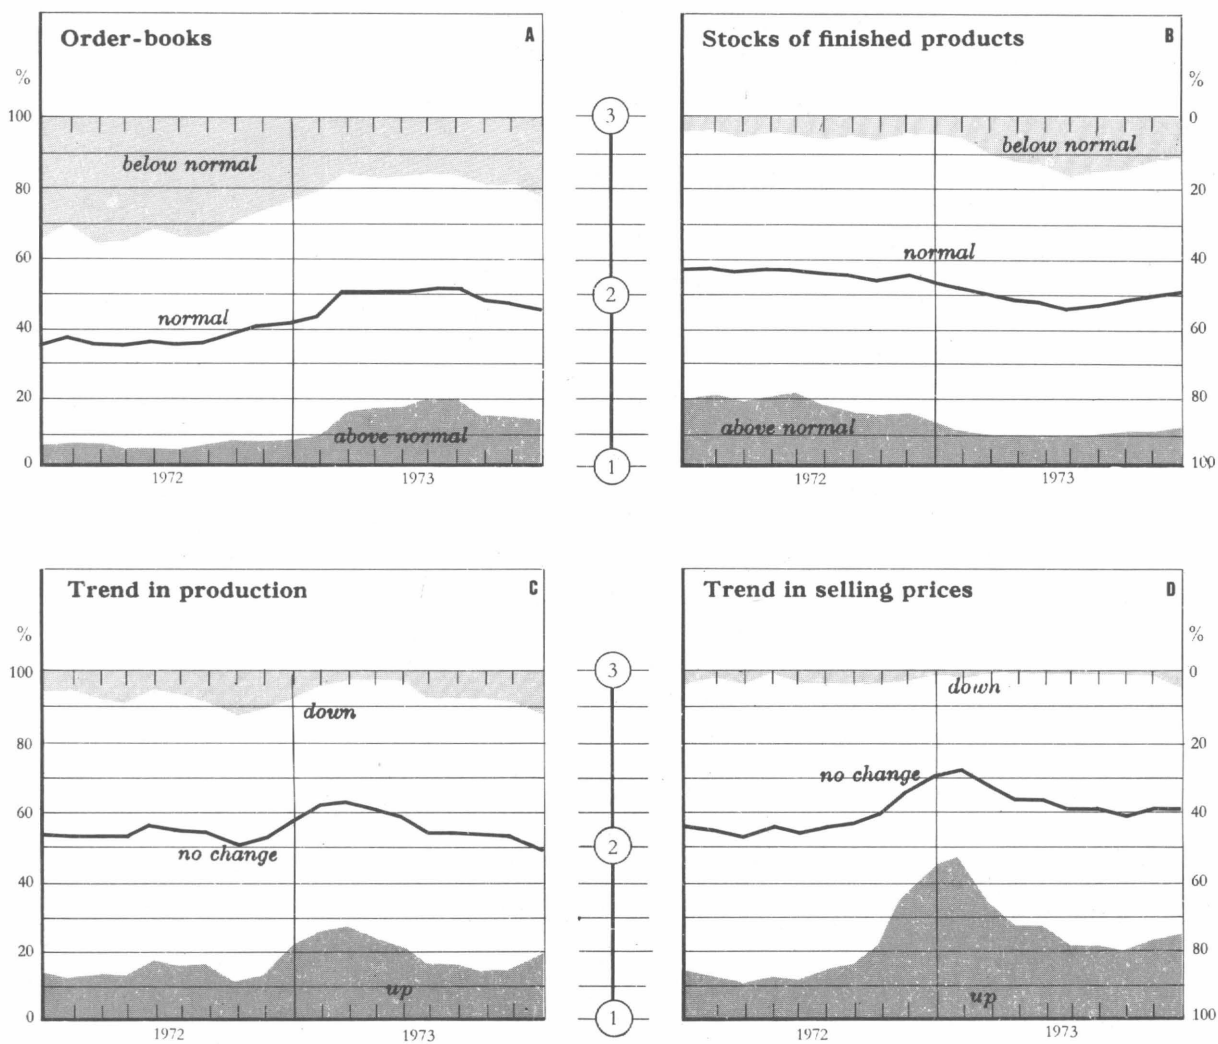 Order-books A
%
100
80
60
40
20
0
below normal
normal
above normal
1972 1973
3
2
1
Stocks of finished products B
%
0
20
40
60
80
100
below normal
normal
above normal
1972 1973
Trend in production C
%
100
80
60
40
20
0
down
no change
up
1972 1973
3
2
1
Trend in selling prices D
%
0
20
40
60
80
100
down
no change
up
1972 1973